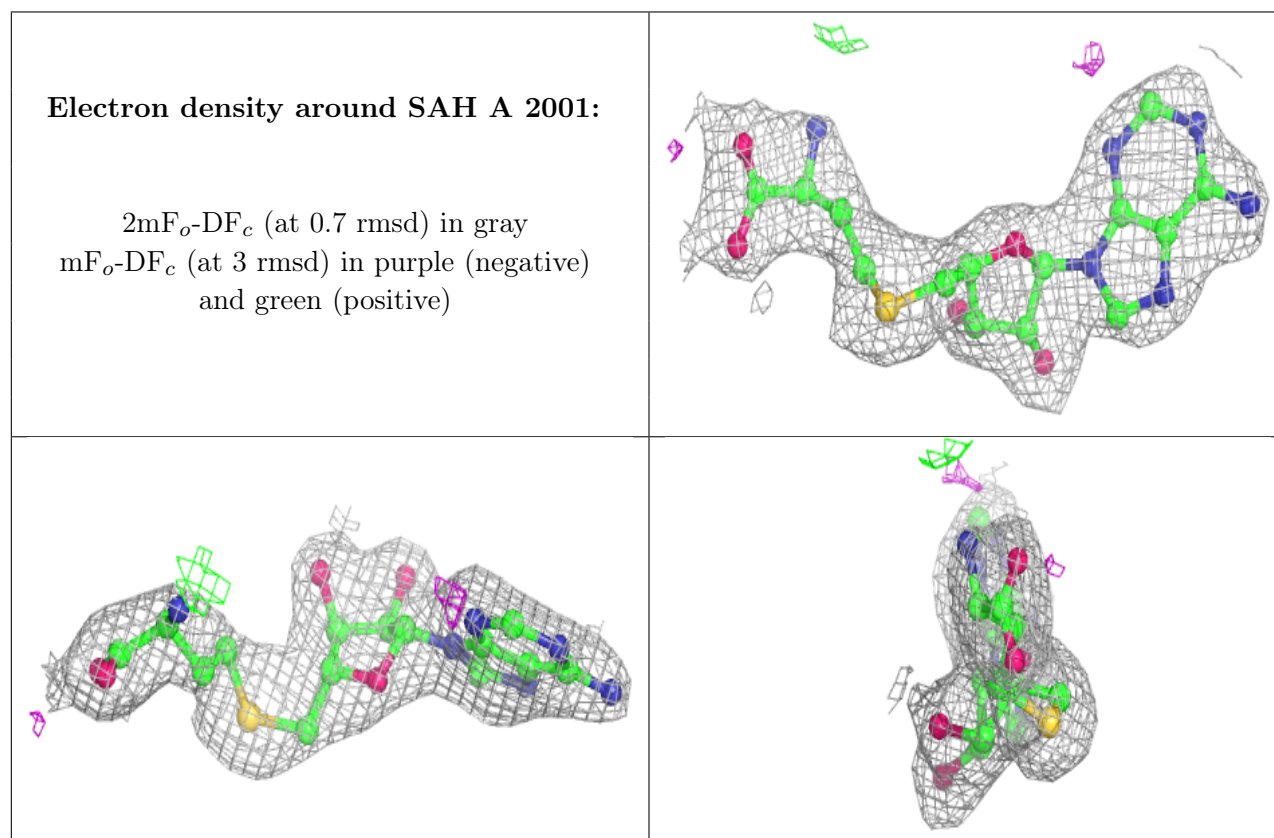 Electron density around SAH A 2001:
2mFo-DFc (at 0.7 rmsd) in gray
mFo-DFc (at 3 rmsd) in purple (negative)
and green (positive)